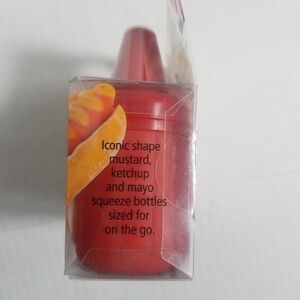 Iconic shape
mustard,
ketchup
and mayo
squeeze bottles
sized for
on the go.